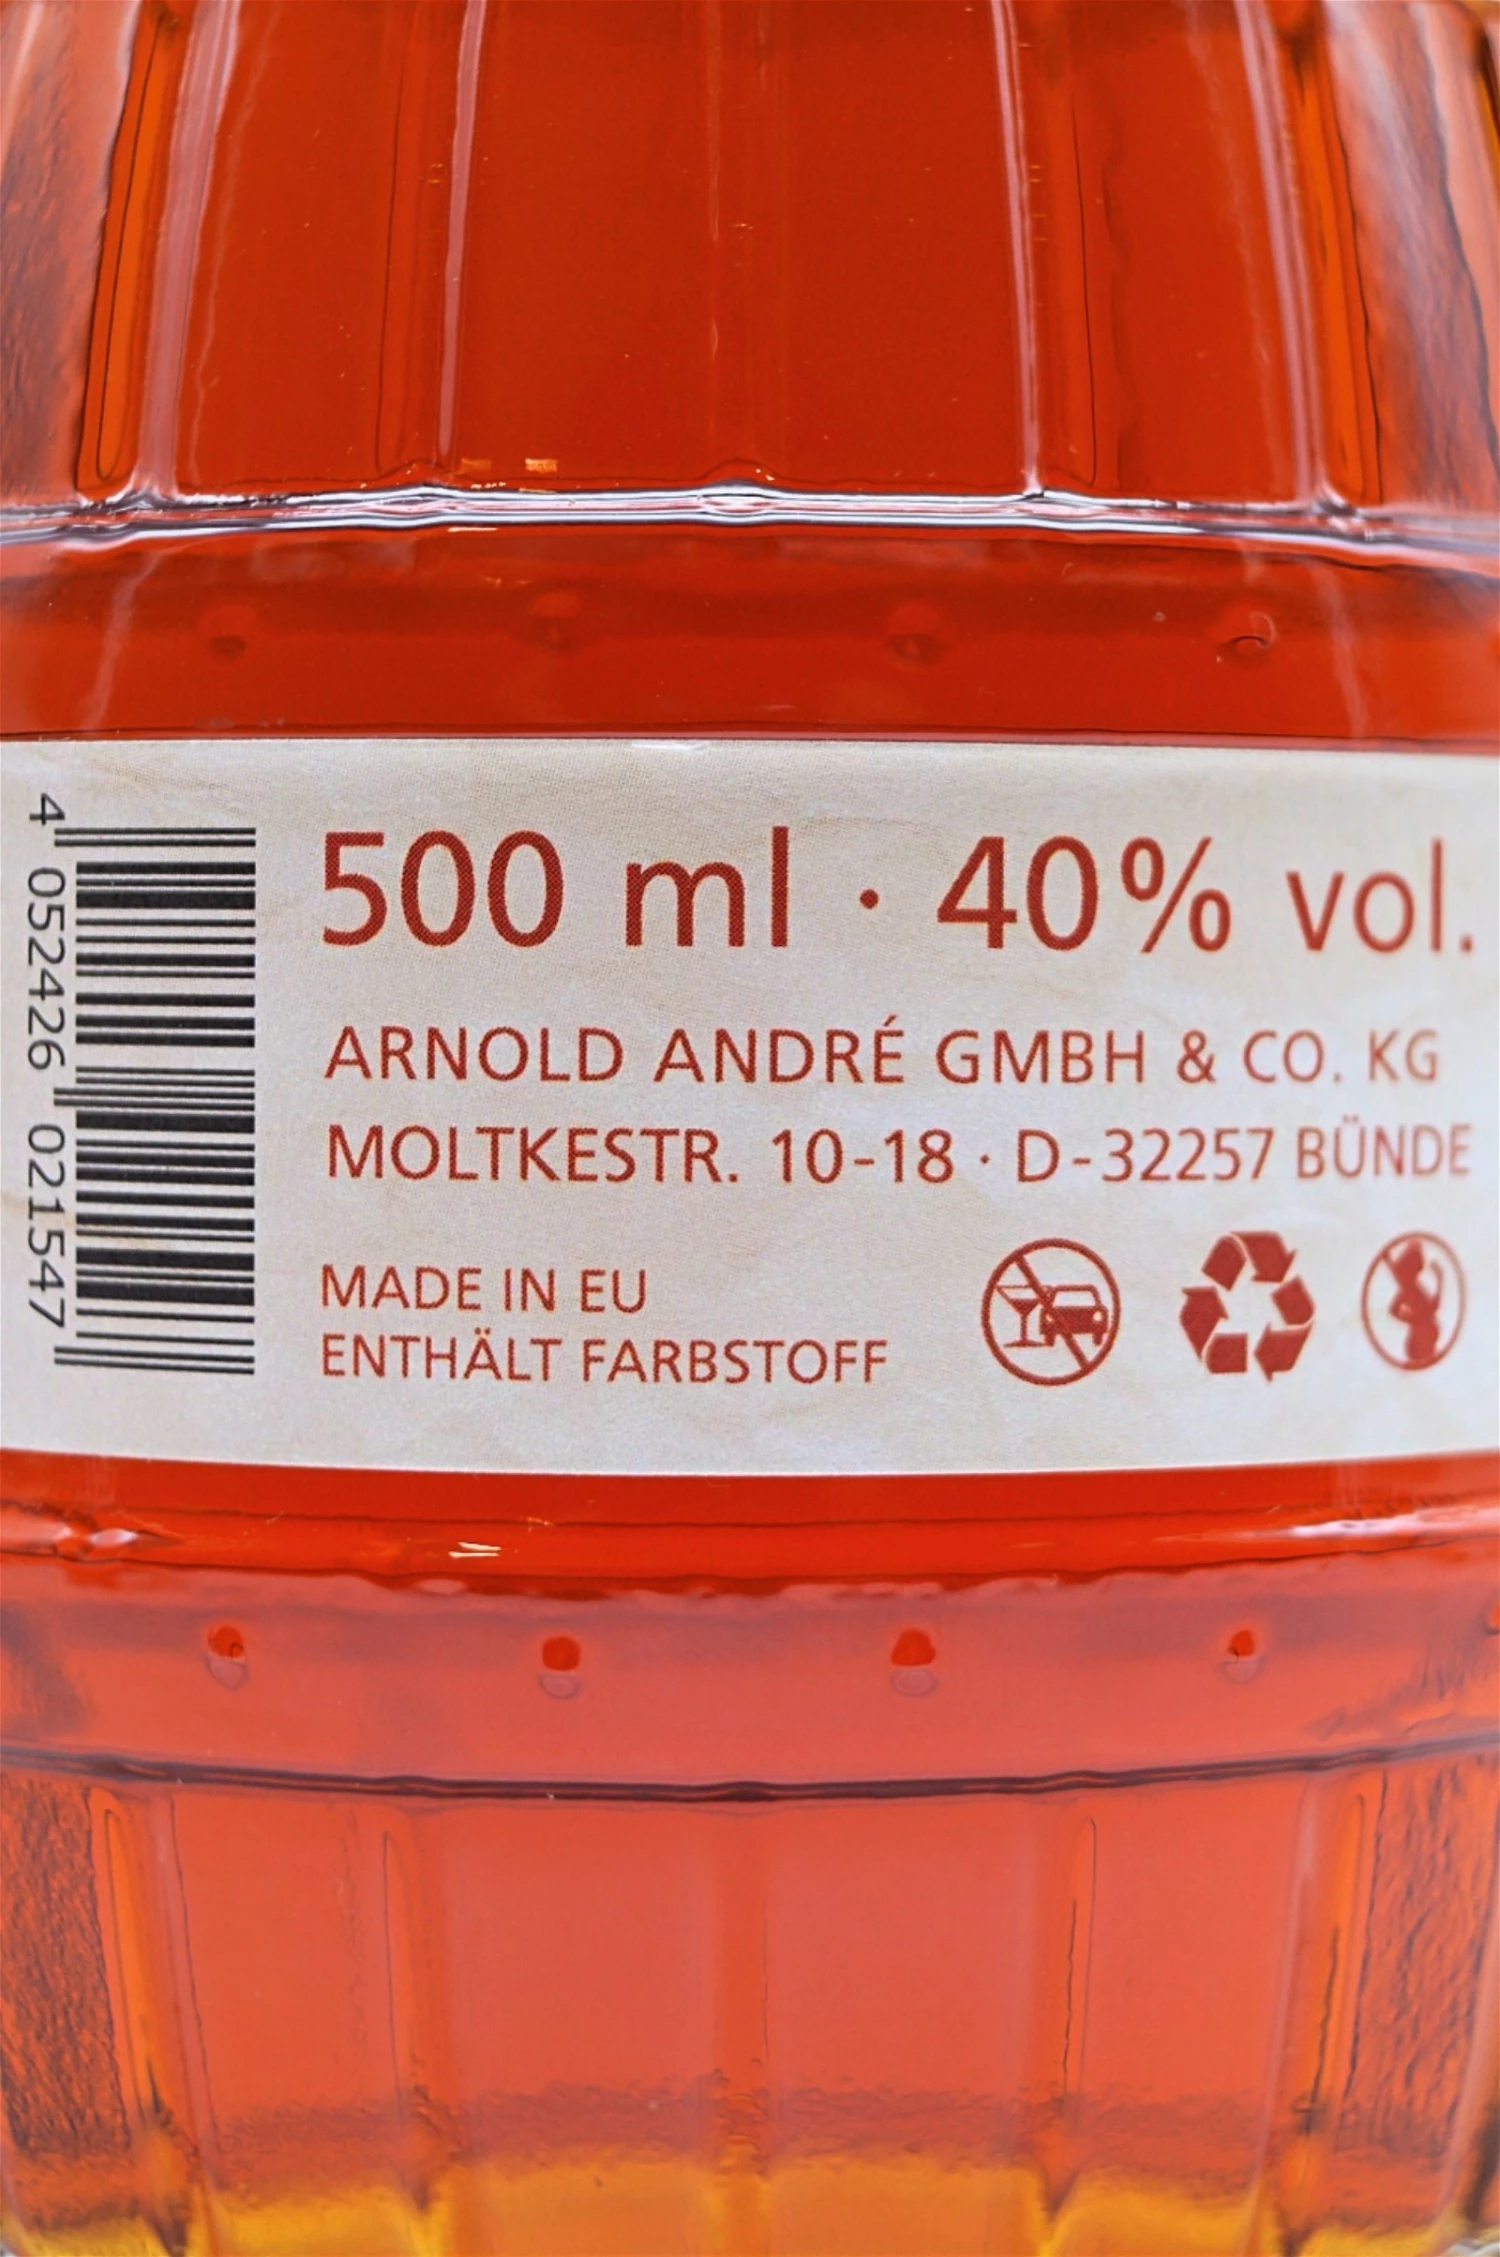 4 052426 021547
500 ml · 40% vol.
ARNOLD ANDRÉ GMBH & CO. KG
MOLTKESTR. 10-18 · D-32257 BÜNDE
MADE IN EU
ENTHÄLT FARBSTOFF